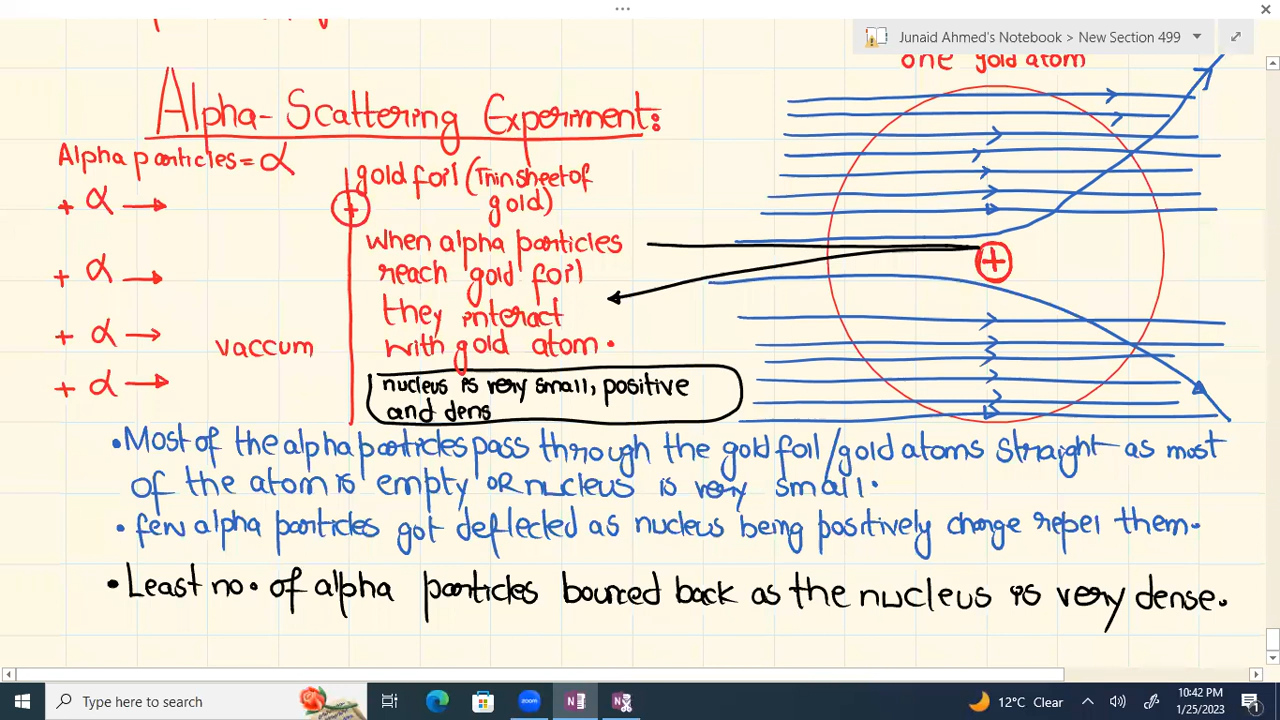 Junaid Ahmed's Notebook > New Section 499
one gold atom
Alpha-Scattering Experiment:
Alpha particles = α
+ α →
+ α →
+ α →
+ α →
vaccum
gold foil (Thin sheet of
gold)
+
when alpha particles
reach gold foil
they interact
with gold atom.
nucleus is very small, positive
and dens
+
• Most of the alpha particles pass through the gold foil/gold atoms straight as most
of the atom is empty OR nucleus is very small.
• few alpha particles got deflected as nucleus being positively charge repel them.
• Least no. of alpha particles bounced back as the nucleus is very dense.
Type here to search
zoom
12°C Clear
10:42 PM
1/25/2023
1